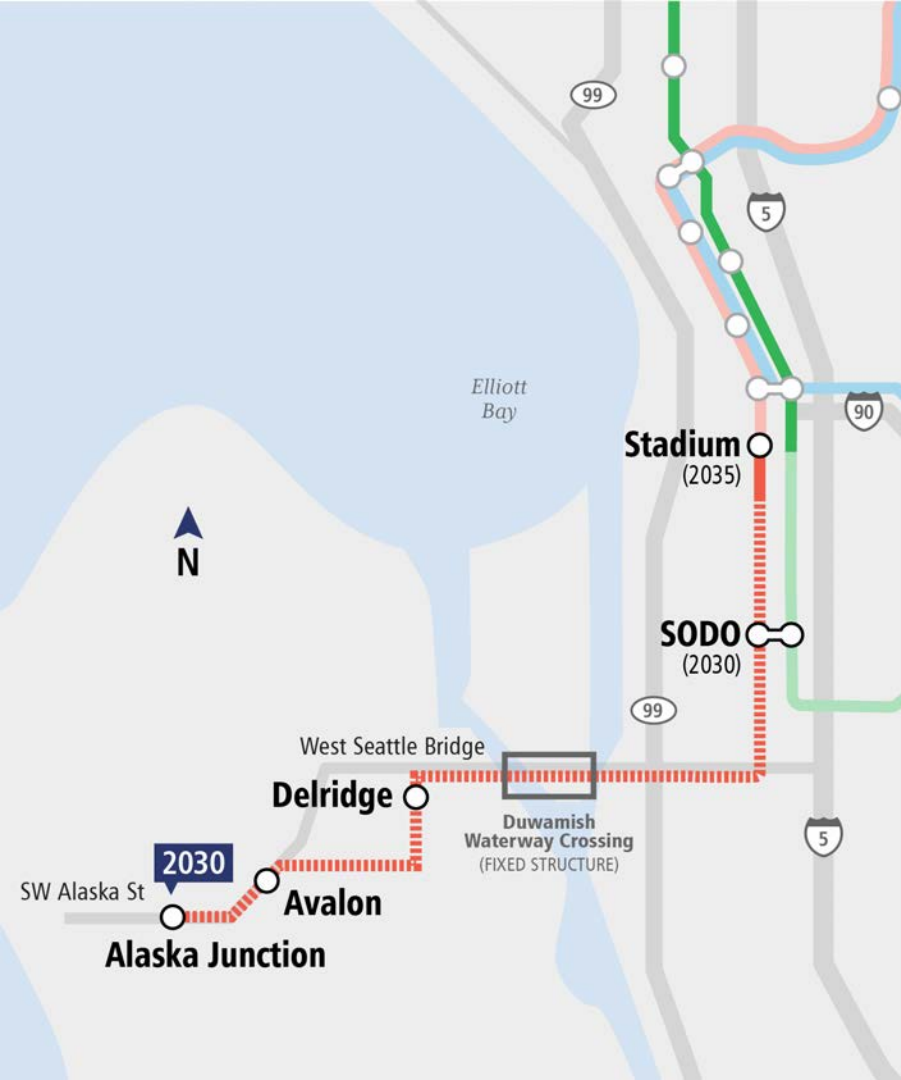 99
5
Elliott
Bay
90
Stadium
(2035)
N
SODO
(2030)
99
West Seattle Bridge
Delridge
Duwamish
Waterway Crossing
(FIXED STRUCTURE)
5
2030
SW Alaska St
Avalon
Alaska Junction